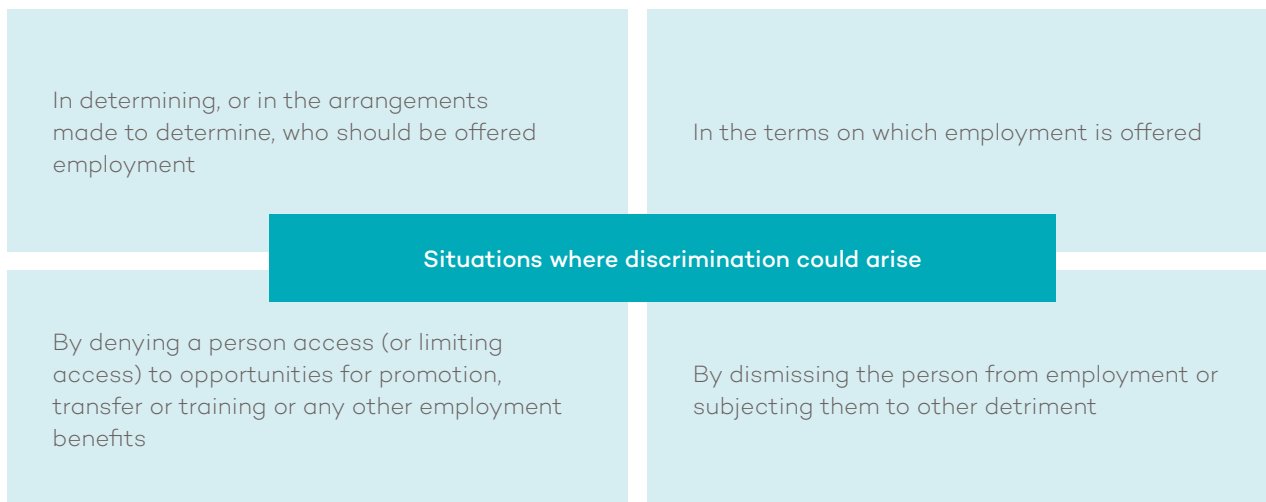 In determining, or in the arrangements
made to determine, who should be offered
employment
In the terms on which employment is offered
Situations where discrimination could arise
By denying a person access (or limiting
access) to opportunities for promotion,
transfer or training or any other employment
benefits
By dismissing the person from employment or
subjecting them to other detriment